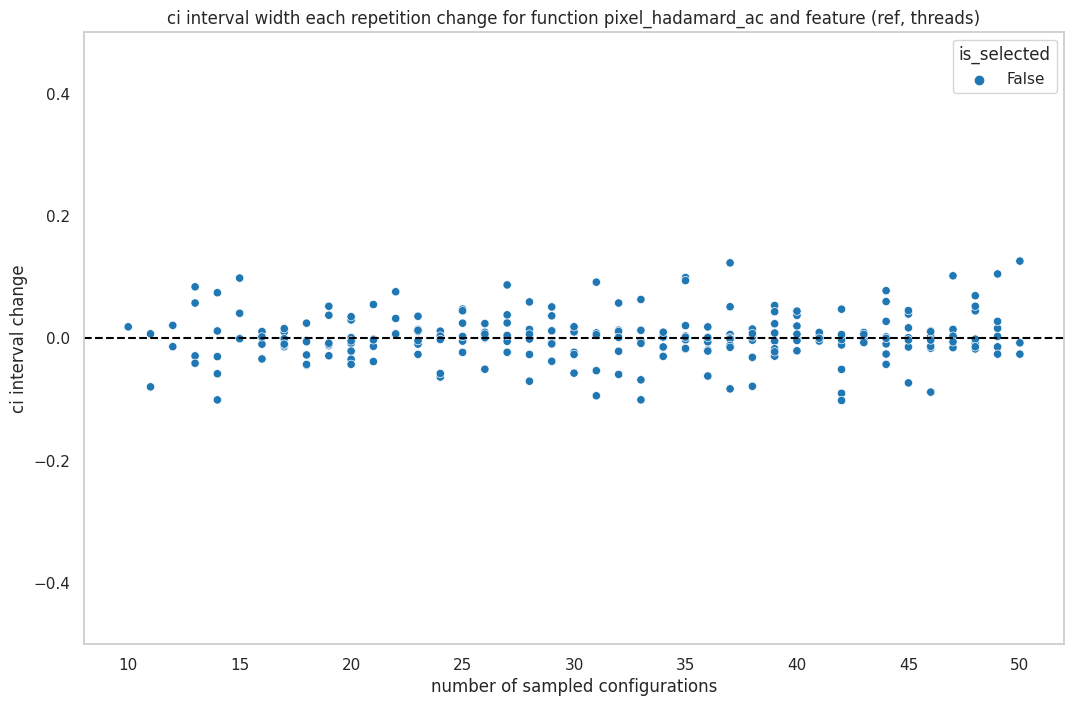 ci interval width each repetition change for function pixel_hadamard_ac and feature (ref, threads)
is_selected
False
ci interval change
0.4
0.2
0.0
−0.2
−0.4
10 15 20 25 30 35 40 45 50
number of sampled configurations